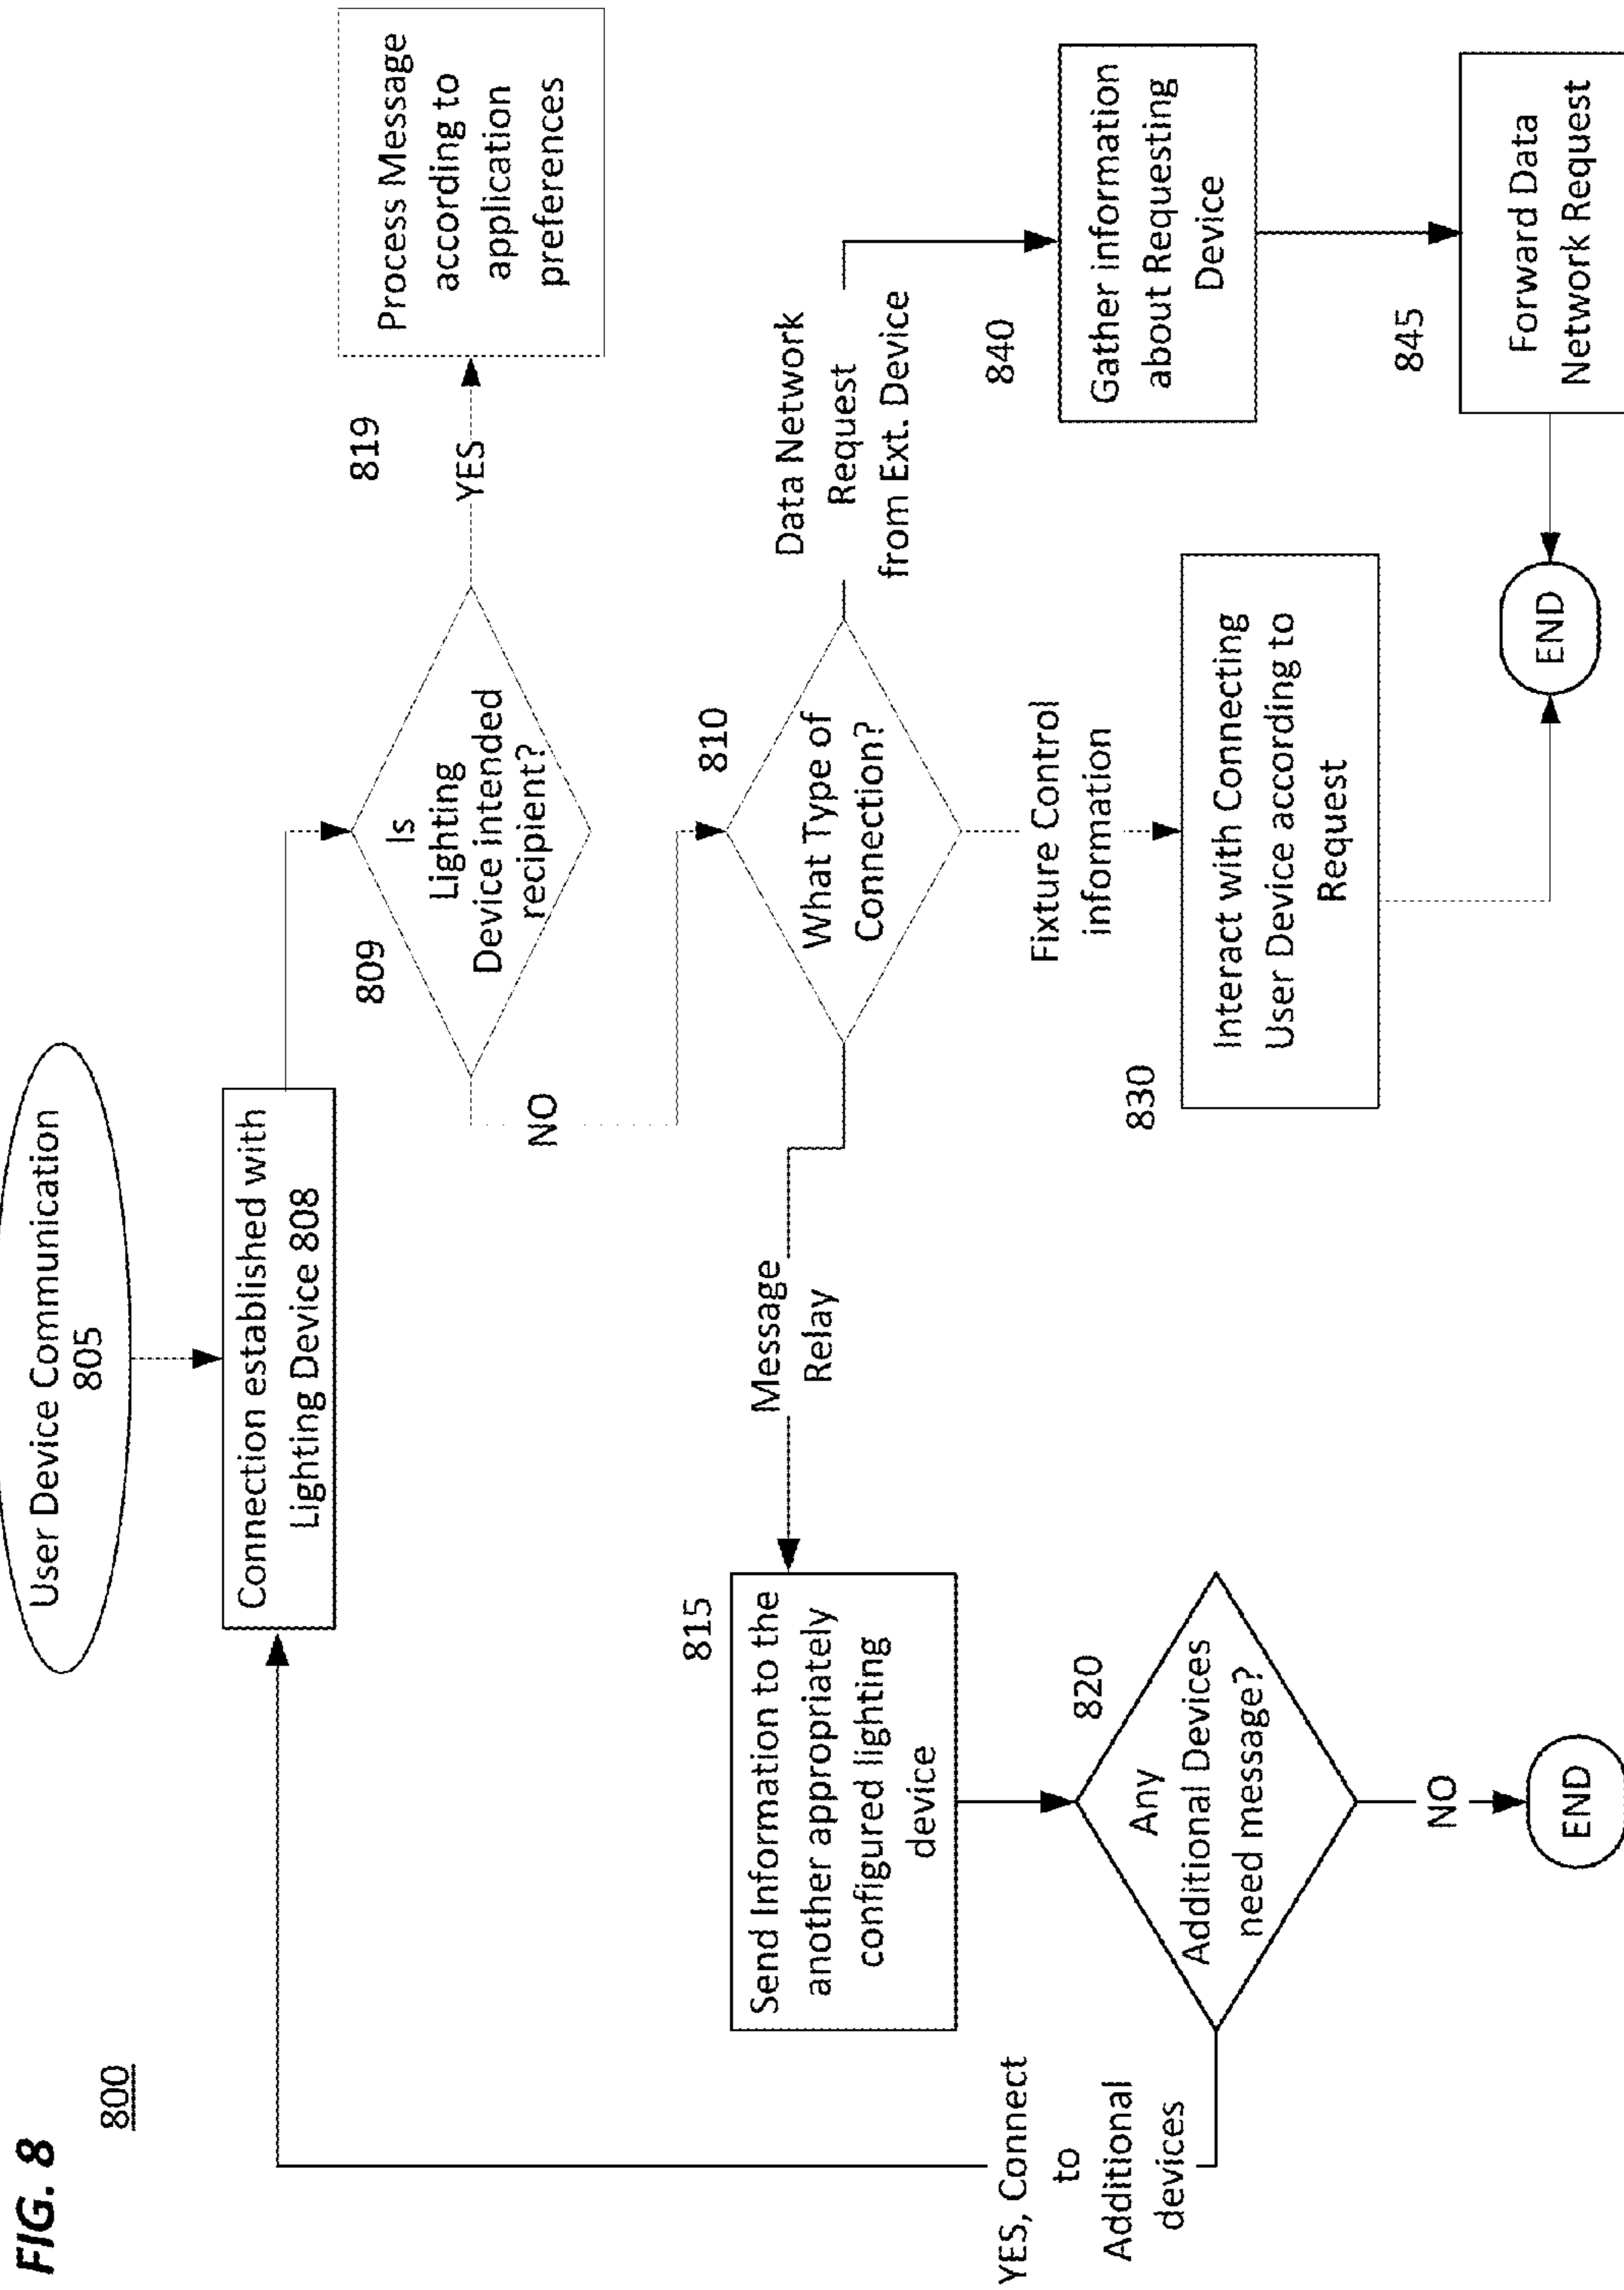 FIG. 8
800
User Device Communication
805
Connection established with
Lighting Device 808
809
Is
Lighting
Device intended
recipient?
YES
819
Process Message
according to
application
preferences
NO
810
What Type of
Connection?
Message
Relay
Fixture Control
information
Data Network
Request
from Ext. Device
815
Send Information to the
another appropriately
configured lighting
device
820
Any
Additional Devices
need message?
YES, Connect
to
Additional
devices
NO
END
830
Interact with Connecting
User Device according to
Request
840
Gather information
about Requesting
Device
845
Forward Data
Network Request
END